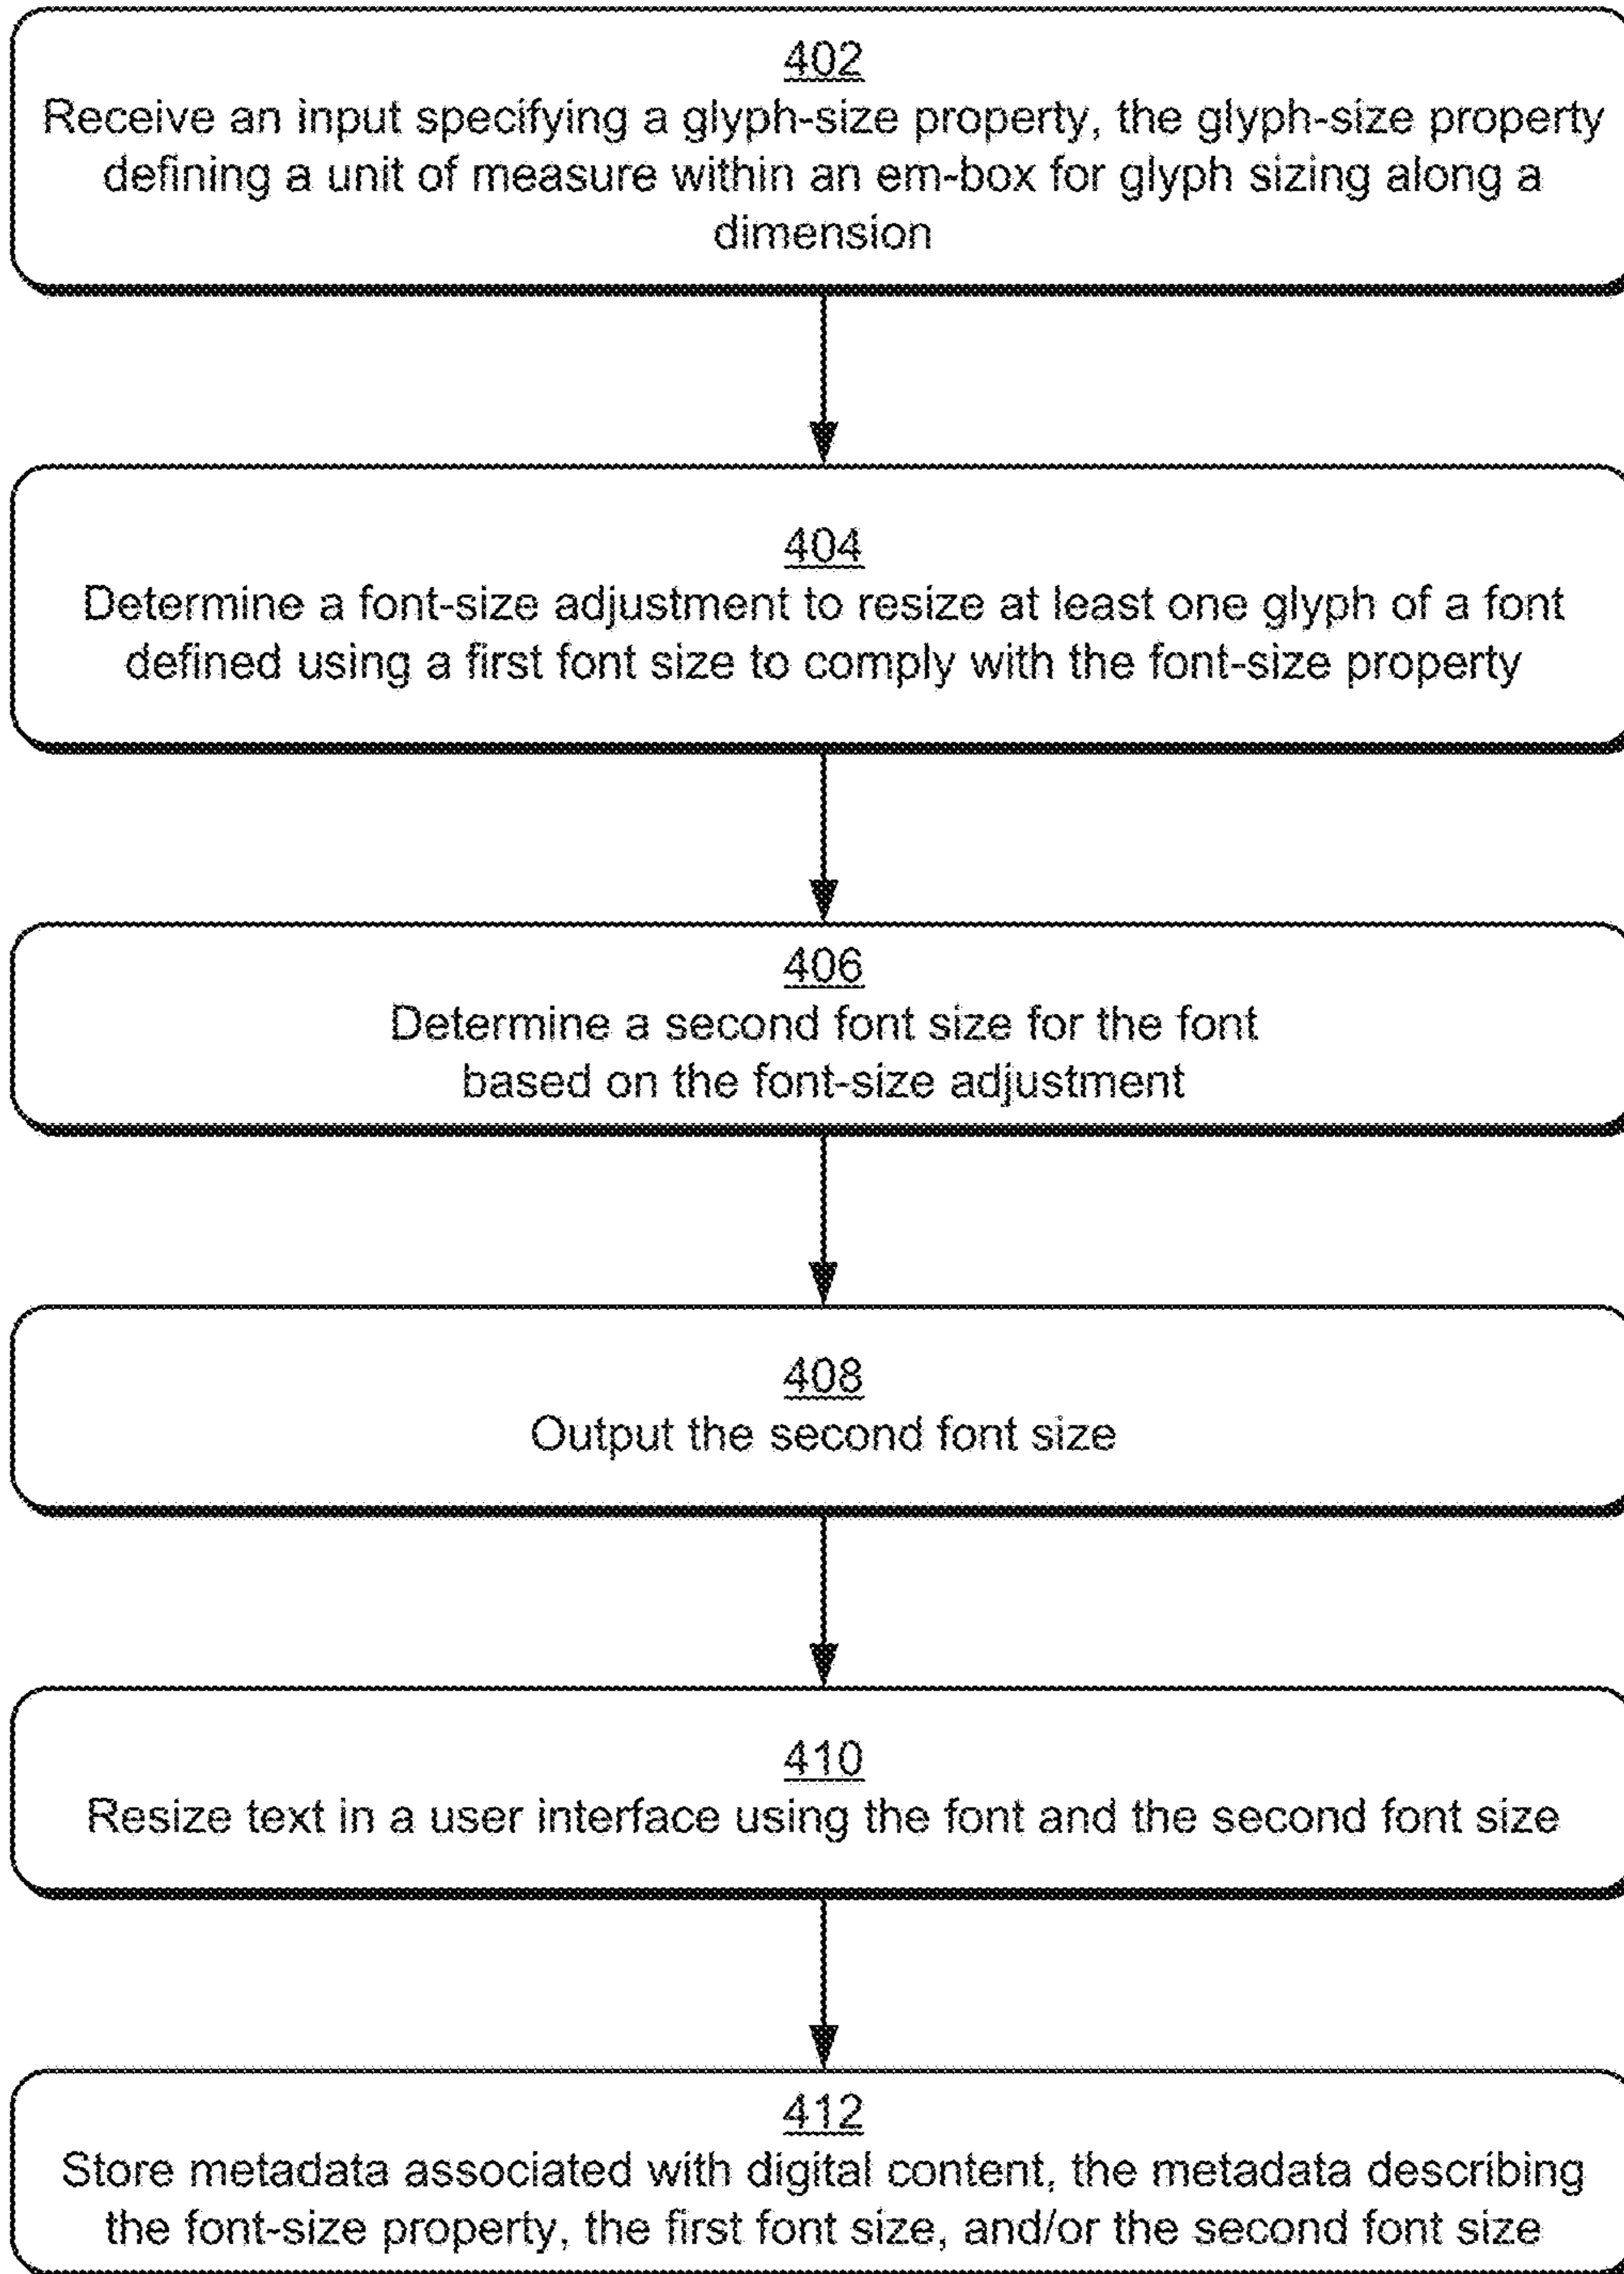 402
Receive an input specifying a glyph-size property, the glyph-size property
defining a unit of measure within an em-box for glyph sizing along a
dimension
404
Determine a font-size adjustment to resize at least one glyph of a font
defined using a first font size to comply with the font-size property
406
Determine a second font size for the font
based on the font-size adjustment
408
Output the second font size
410
Resize text in a user interface using the font and the second font size
412
Store metadata associated with digital content, the metadata describing
the font-size property, the first font size, and/or the second font size